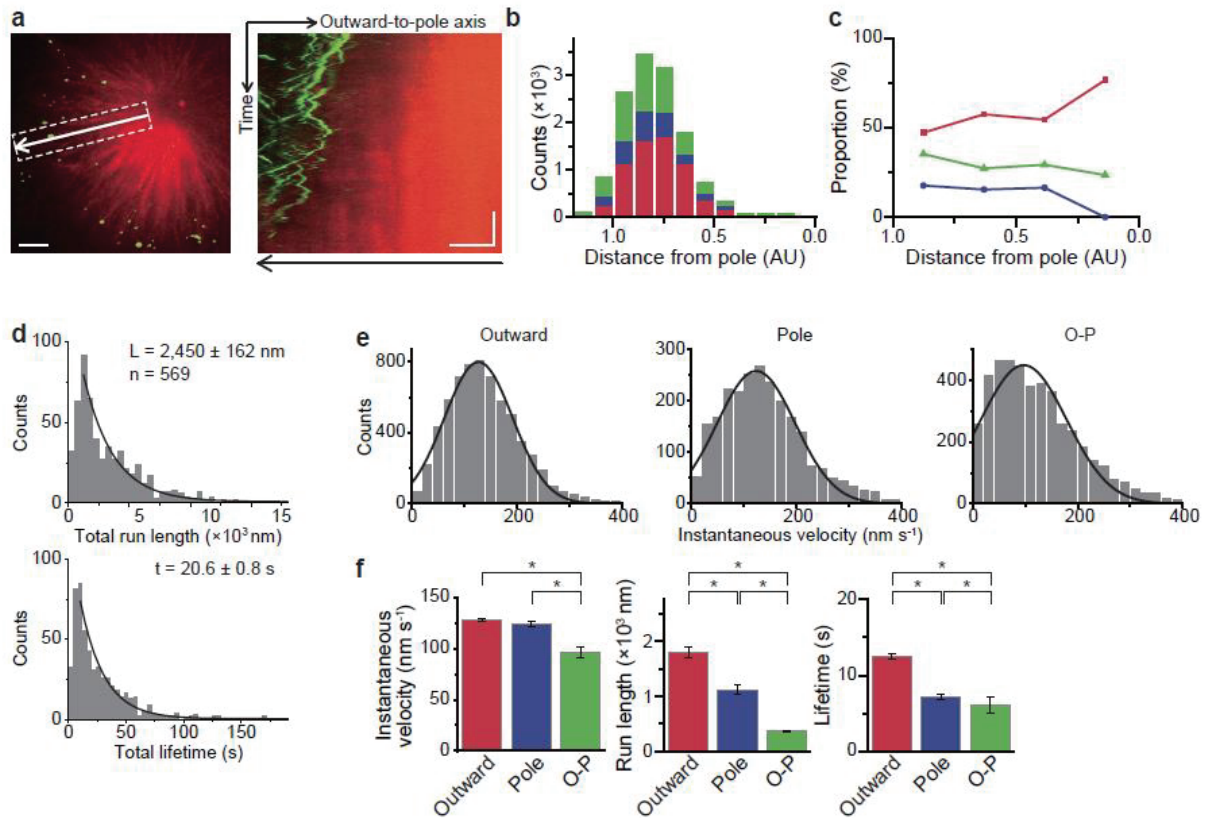 a
Outward-to-pole axis
Time
b
Counts (×10³)
3
2
1
0
1.0
0.5
0.0
Distance from pole (AU)
c
Proportion (%)
100
50
0
1.0
0.5
0.0
Distance from pole (AU)
d
L = 2,450 ± 162 nm
n = 569
Counts
100
50
0
0
5
10
15
Total run length (×10³ nm)
t = 20.6 ± 0.8 s
Counts
100
50
0
0
50
100
150
Total lifetime (s)
e
Outward
Counts
800
400
0
0
200
400
Pole
300
200
100
0
0
200
400
Instantaneous velocity (nm s⁻¹)
O-P
400
200
0
0
200
400
f
* *
Instantaneous
velocity (nm s⁻¹)
150
125
100
50
0
Outward
Pole
O-P
* * *
Run length (×10³ nm)
2
1
0
Outward
Pole
O-P
* * *
Lifetime (s)
20
10
0
Outward
Pole
O-P